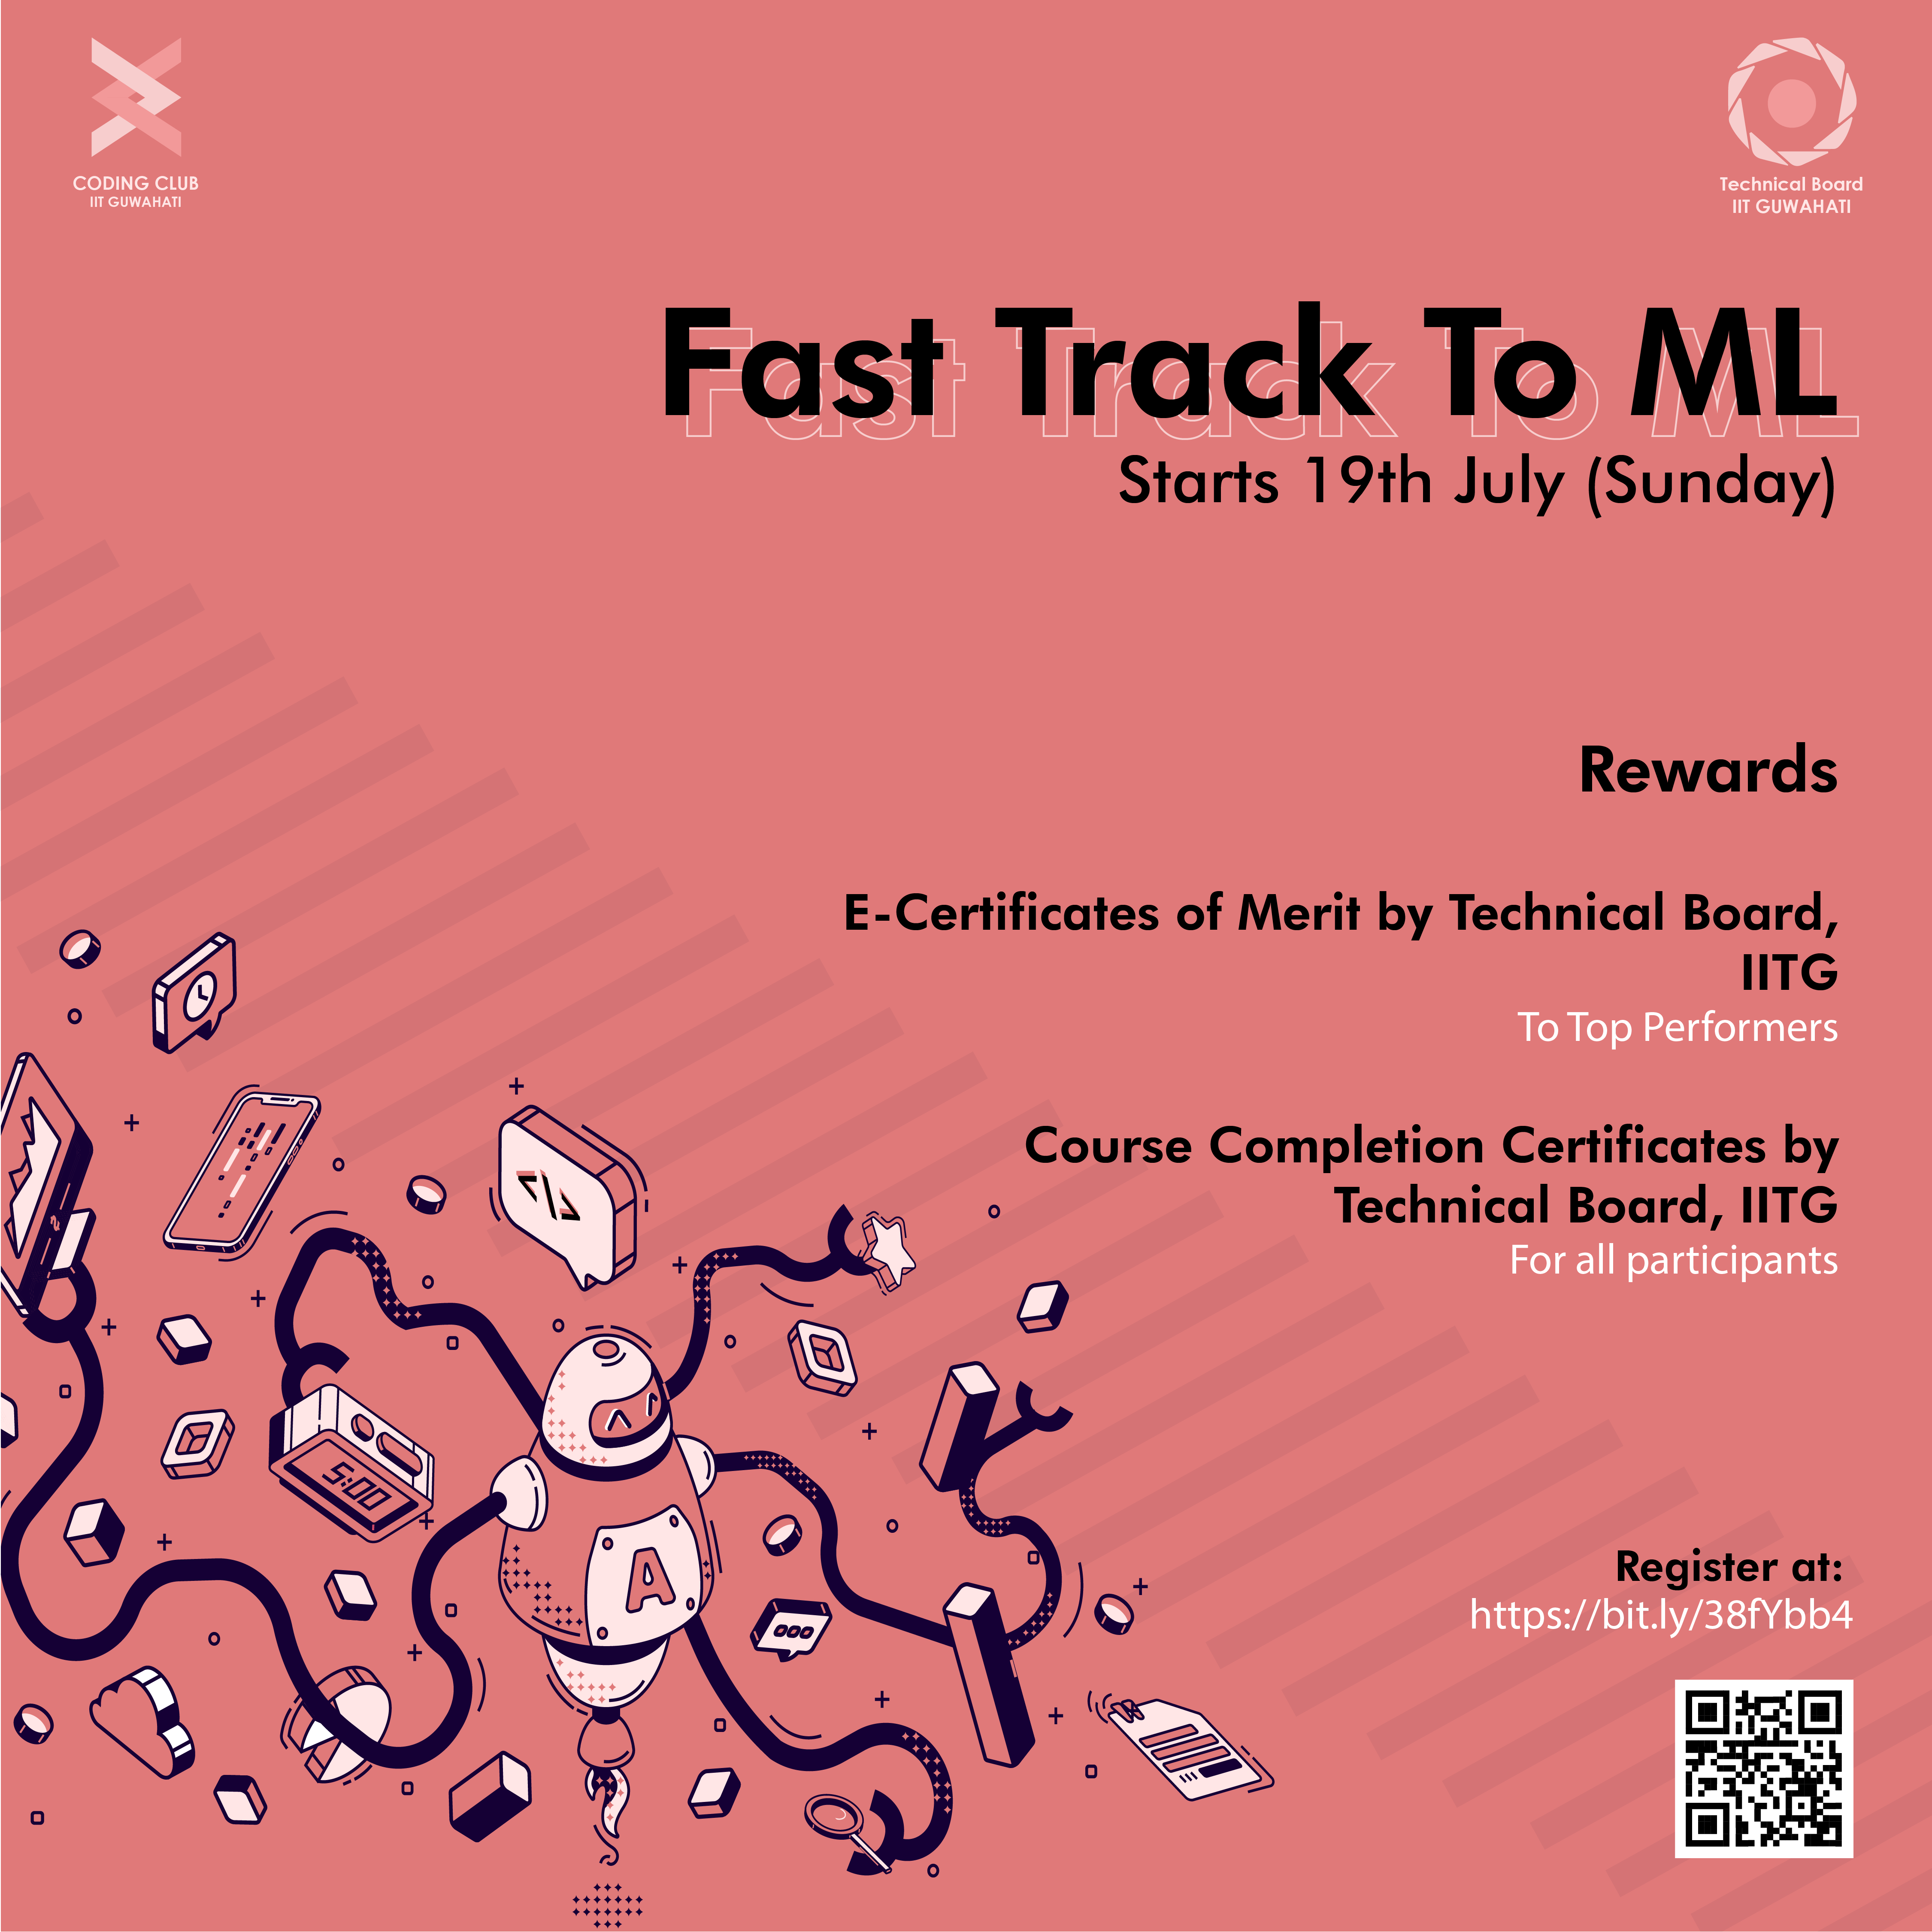 CODING CLUB
IIT GUWAHATI
Technical Board
IIT GUWAHATI
Fast Track To ML
Starts 19th July (Sunday)
Rewards
E-Certificates of Merit by Technical Board,
IITG
To Top Performers
Course Completion Certificates by
Technical Board, IITG
For all participants
</>
5:00
A
Register at:
https://bit.ly/38fYbb4